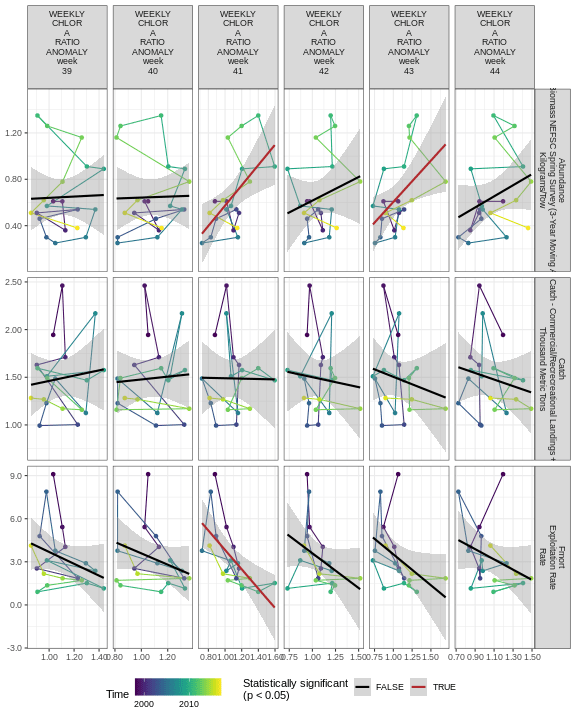 WEEKLY
CHLOR
A
RATIO
ANOMALY
week
39
WEEKLY
CHLOR
A
RATIO
ANOMALY
week
40
WEEKLY
CHLOR
A
RATIO
ANOMALY
week
41
WEEKLY
CHLOR
A
RATIO
ANOMALY
week
42
WEEKLY
CHLOR
A
RATIO
ANOMALY
week
43
WEEKLY
CHLOR
A
RATIO
ANOMALY
week
44
1.20
0.80
0.40
Abundance
iomass NEFSC Spring Survey (3-Year Moving
Kilograms/Tow
2.50
2.00
1.50
1.00
Catch
Catch - Commercial/Recreational Landings +
Thousand Metric Tons
9.0
6.0
3.0
0.0
-3.0
Fmort
Exploitation Rate
Rate
1.00 1.20 1.40
0.80 1.00 1.20
0.80 1.00 1.20 1.40 1.60
0.75 1.00 1.25 1.50
0.75 1.00 1.25 1.50
0.70 0.90 1.10 1.30 1.50
Time
2000 2010
Statistically significant
(p < 0.05)
FALSE
TRUE